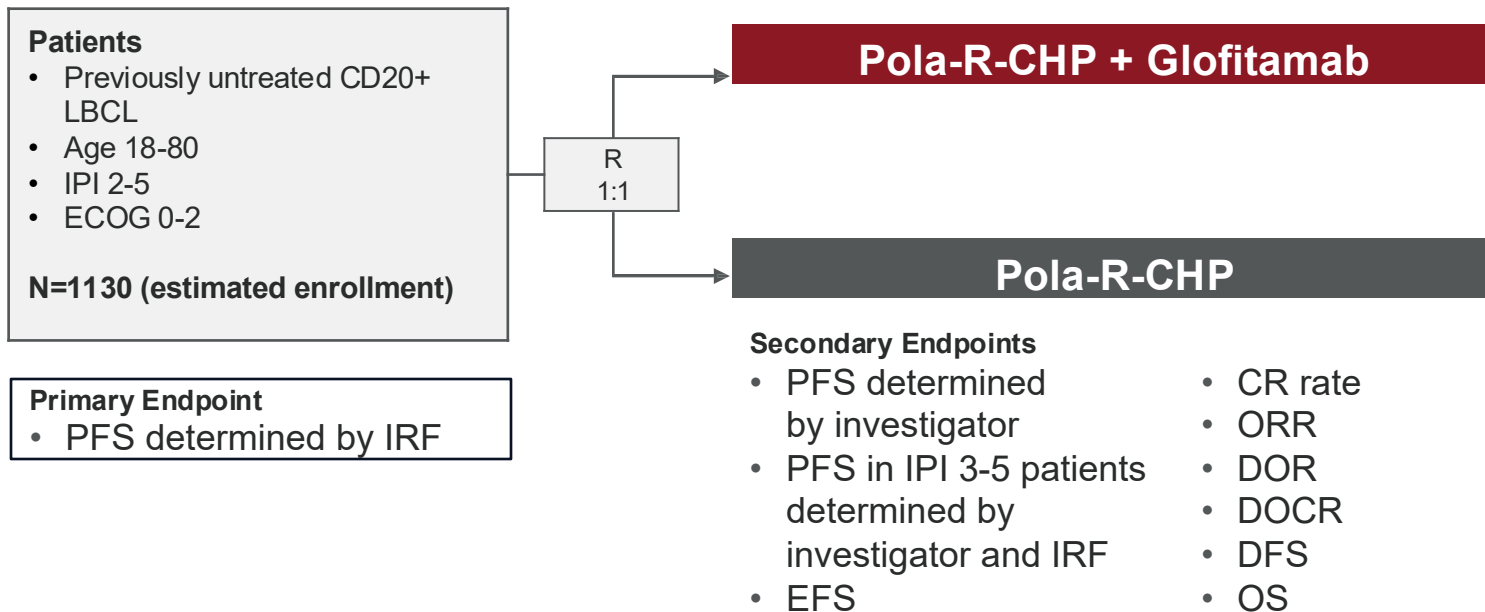 Patients
• Previously untreated CD20+
LBCL
• Age 18-80
• IPI 2-5
• ECOG 0-2
N=1130 (estimated enrollment)
R
1:1
Pola-R-CHP + Glofitamab
Pola-R-CHP
Primary Endpoint
• PFS determined by IRF
Secondary Endpoints
• PFS determined
by investigator
• PFS in IPI 3-5 patients
determined by
investigator and IRF
• EFS
• CR rate
• ORR
• DOR
• DOCR
• DFS
• OS